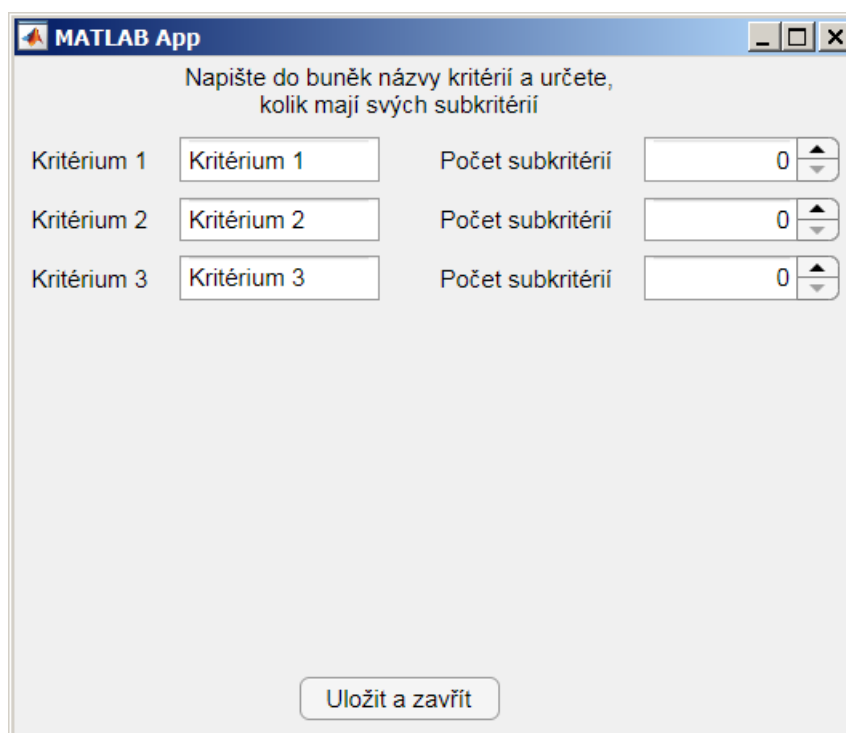 MATLAB App
Napište do buněk názvy kritérií a určete,
kolik mají svých subkritérií
Kritérium 1 Kritérium 1 Počet subkritérií 0
Kritérium 2 Kritérium 2 Počet subkritérií 0
Kritérium 3 Kritérium 3 Počet subkritérií 0
Uložit a zavřít